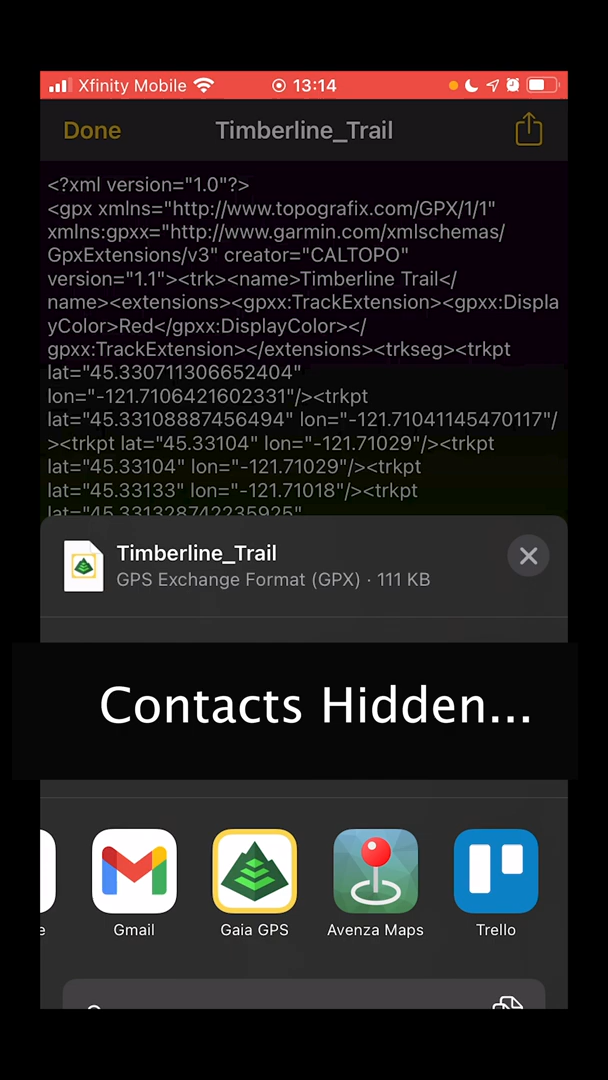 Xfinity Mobile 13:14
Done Timberline_Trail
<?xml version="1.0"?>
<gpx xmlns="http://www.topografix.com/GPX/1/1"
xmlns:gpxx="http://www.garmin.com/xmlschemas/
GpxExtensions/v3" creator="CALTOPO"
version="1.1"><trk><name>Timberline Trail</
name><extensions><gpxx:TrackExtension><gpxx:Displa
yColor>Red</gpxx:DisplayColor></
gpxx:TrackExtension></extensions><trkseg><trkpt
lat="45.330711306652404"
lon="-121.7106421602331"/><trkpt
lat="45.33108887456494" lon="-121.71041145470117"/
><trkpt lat="45.33104" lon="-121.71029"/><trkpt
lat="45.33104" lon="-121.71029"/><trkpt
lat="45.33133" lon="-121.71018"/><trkpt
lat="45.331328742235925"
Timberline_Trail
GPS Exchange Format (GPX) · 111 KB
Contacts Hidden...
e Gmail Gaia GPS Avenza Maps Trello